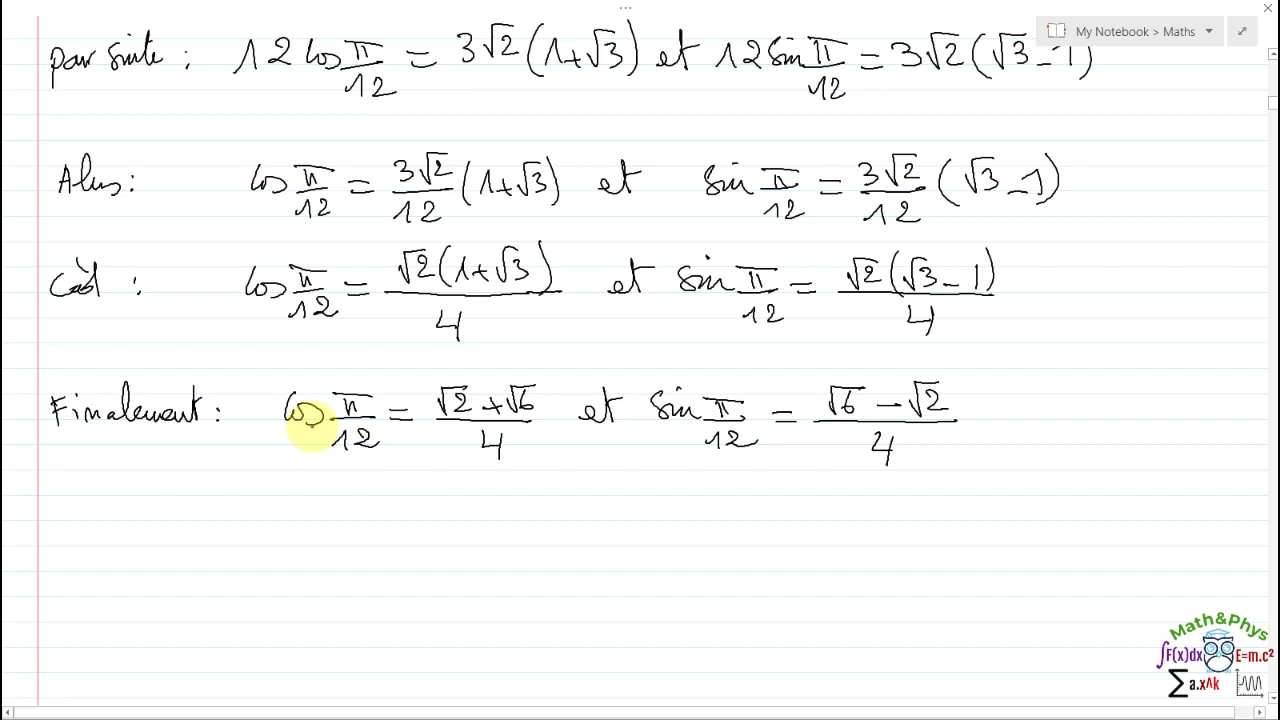 My Notebook > Maths
par suite : 12 cos π/12 = 3√2 (1+√3) et 12 sin π/12 = 3√2 (√3 - 1)
Alors : cos π/12 = 3√2/12 (1+√3) et sin π/12 = 3√2/12 (√3 - 1)
Càd : cos π/12 = √2(1+√3)/4 et sin π/12 = √2(√3 - 1)/4
Finalement : cos π/12 = √2 + √6/4 et sin π/12 = √6 - √2/4
Math&Phys
∫F(x)dx E=m.c²
∑ a.x^k